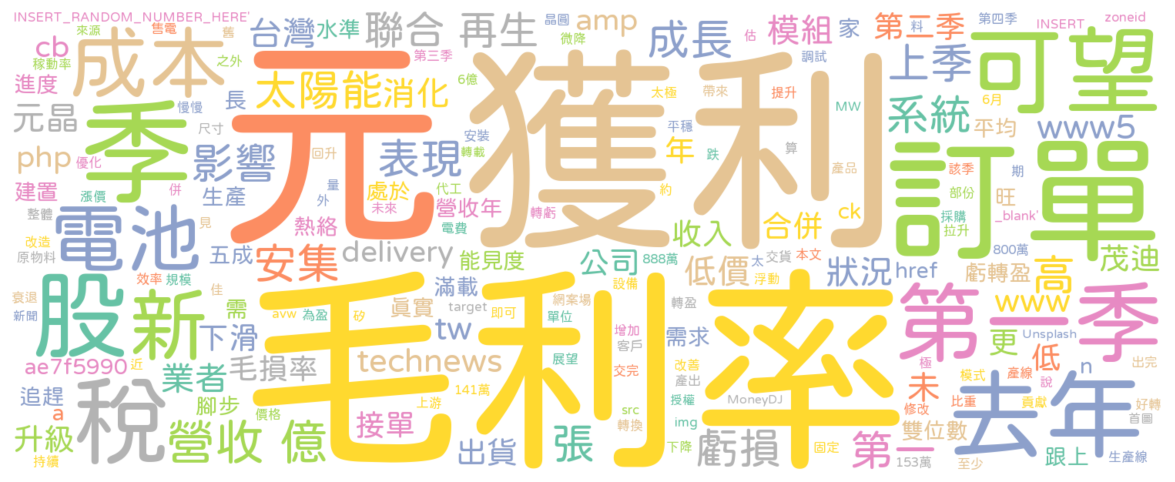 INSERT_RANDOM_NUMBER_HERE'
來源
售電
舊
台灣
水準
聯合
再生
晶圓
微降
amp
成長
估
模組
家
第二季
料
第四季
INSERT
zoneid
cb
稼動率
之外
成本
元
第三季
6億
獲利
調試
上季
可望
進度
慢慢
長
太陽能
消化
太極
帶來
提升
MW
系統
6月
平均
www5
元晶
季
尺寸
影響
回升
安裝
轉載
表現
平穩
年
跌
算
產品
訂單
該季
期
php
優化
併
漲價
生產
建置
處於
代工
未來
營收年
轉虧
約
合併
ck
旺
部份
採購
拉升
_blank'
整體
量
外
見
熱絡
電費
收入
888萬
太
交貨
本文
800萬
改造
原物料
電池
五成
安集
delivery
能見度
公司
低價
狀況
href
虧轉盈
高
茂迪
效率
規模
佳
滿載
設備
浮動
www
衰退
新聞
股
新
需
avw
為盈
矽
真實
target
即可
網案場
單位
轉盈
毛利率
第一季
下滑
tw
需求
更
Unsplash
ae7f5990
近
業者
毛損率
technews
展望
增加
客戶
改善
產出
低
極
產線
說
n
出完
追趕
a
腳步
141萬
上游
交完
授權
MoneyDJ
未
模式
比重
貢獻
去年
好轉
首圖
稅
價格
接單
src
轉換
img
修改
雙位數
升級
持續
營收
億
出貨
張
下降
虧損
固定
第一
153萬
至少
跟上
生產線